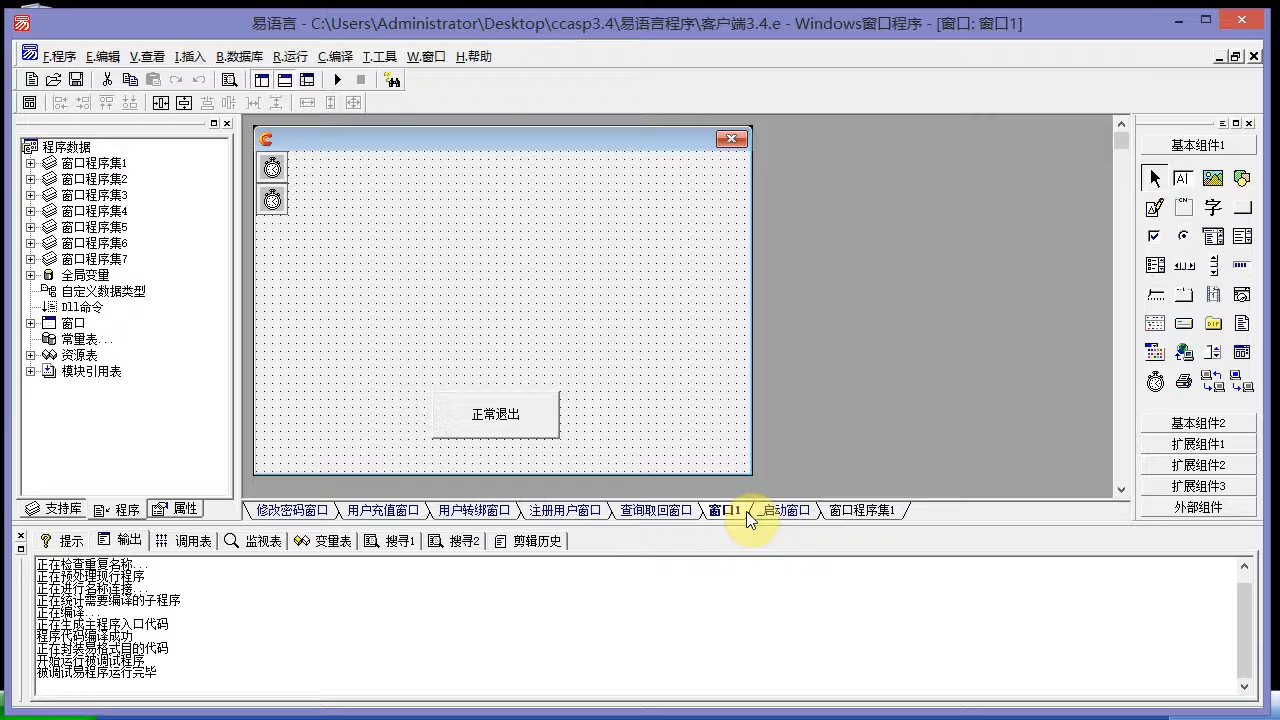 易语言 - C:\Users\Administrator\Desktop\ccasp3.4\易语言程序\客户端3.4.e - Windows窗口程序 - [窗口: 窗口1]
F.程序 E.编辑 V.查看 I.插入 B.数据库 R.运行 C.编译 T.工具 W.窗口 H.帮助
程序数据
窗口程序集1
窗口程序集2
窗口程序集3
窗口程序集4
窗口程序集5
窗口程序集6
窗口程序集7
全局变量
自定义数据类型
Dll命令
窗口
常量表...
资源表
模块引用表
支持库 程序 属性
正常退出
修改密码窗口 用户充值窗口 用户转绑窗口 注册用户窗口 查询取回窗口 窗口1 _启动窗口 窗口程序集1
基本组件1
基本组件2
扩展组件1
扩展组件2
扩展组件3
外部组件
提示 输出 调用表 监视表 变量表 搜寻1 搜寻2 剪辑历史
正在检查重复名称...
正在预处理现行程序
正在进行名称连接...
正在统计需要编译的子程序
正在编译...
正在生成主程序入口代码
程序代码编译成功
正在封装易格式目的代码
开始运行被调试程序
被调试易程序运行完毕